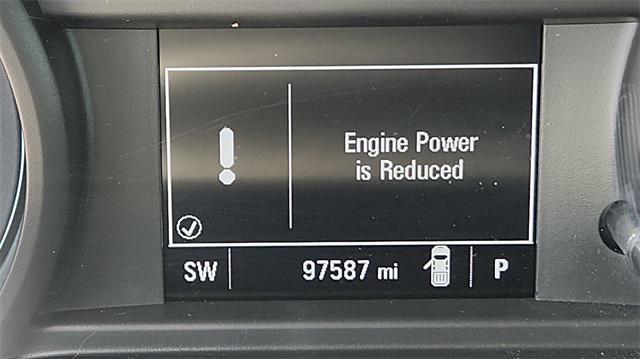 Engine Power
is Reduced
SW 97587 mi P